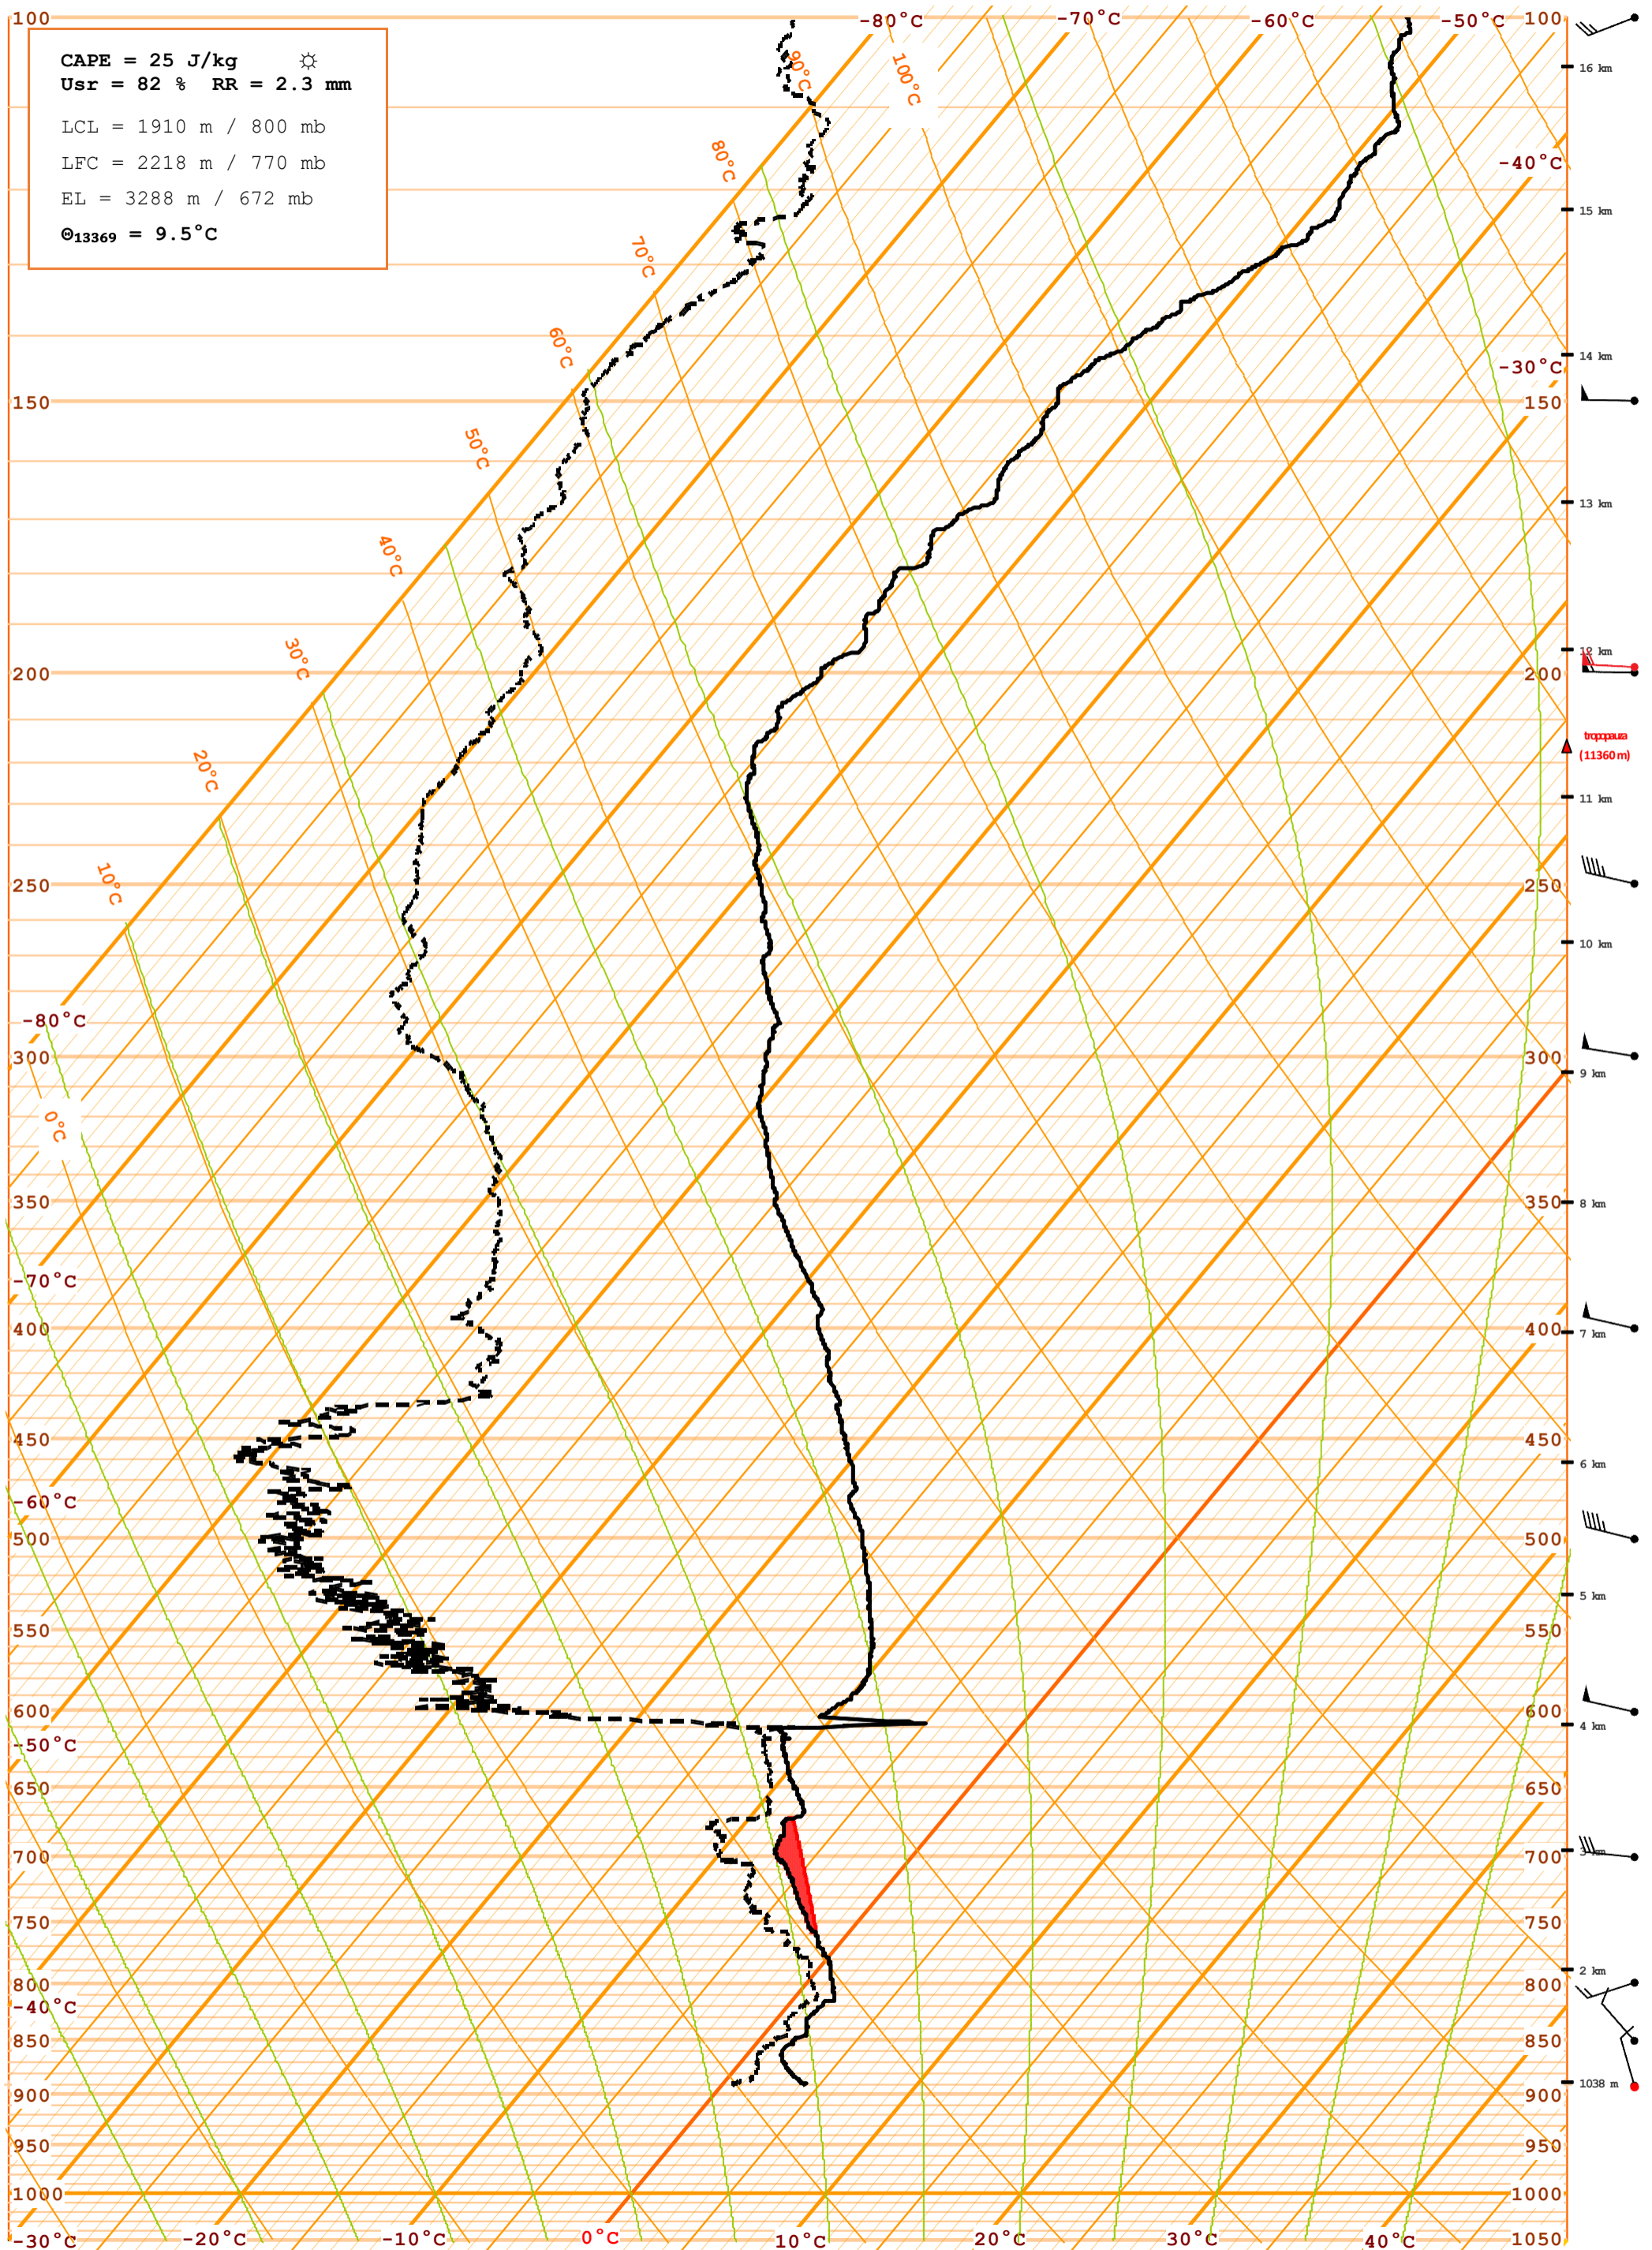 100 -80°C -70°C -60°C -50°C 100
CAPE = 25 J/kg
Usr = 82 % RR = 2.3 mm
LCL = 1910 m / 800 mb
LFC = 2218 m / 770 mb
EL = 3288 m / 672 mb
Θ13369 = 9.5°C
90°C 100°C
16 km
80°C -40°C
15 km
70°C
60°C 14 km
-30°C
150 150
50°C
13 km
40°C
30°C 12 km
200 200
20°C tropopauza
(11360 m)
11 km
10°C
250 250
10 km
-80°C
300 300
9 km
0°C
350 350
8 km
-70°C
400 400
7 km
450 450
6 km
-60°C
500 500
5 km
550 550
600 600
4 km
-50°C
650 650
700 700
3 km
750 750
2 km
800 800
-40°C
850 850
1038 m
900 900
950 950
1000 1000
-30°C -20°C -10°C 0°C 10°C 20°C 30°C 40°C 1050